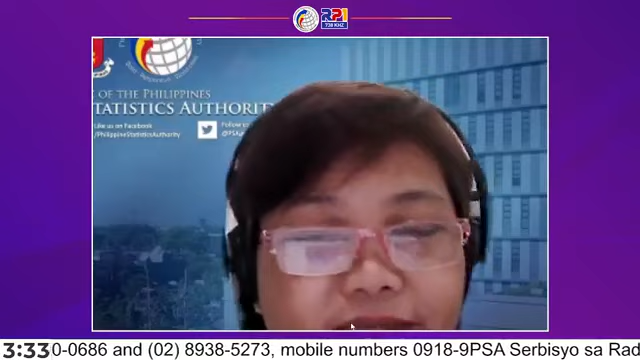 RP1
738 KHZ
OF THE PHILIPPINES
STATISTICS AUTHORIT
Like us on Facebook
/PhilippineStatisticsAuthority
Follow us
@PSA
3:33
0-0686 and (02) 8938-5273, mobile numbers 0918-9PSA Serbisyo sa Rad